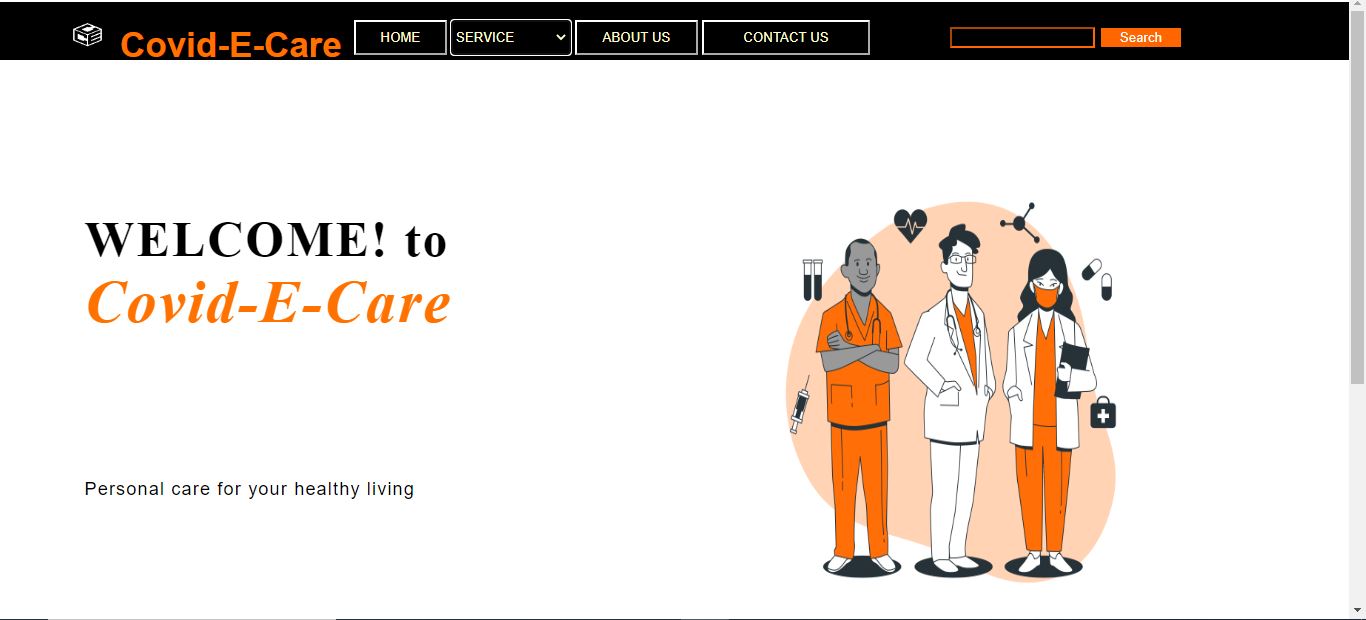 Covid-E-Care
HOME
SERVICE
ABOUT US
CONTACT US
Search
WELCOME! to
Covid-E-Care
Personal care for your healthy living